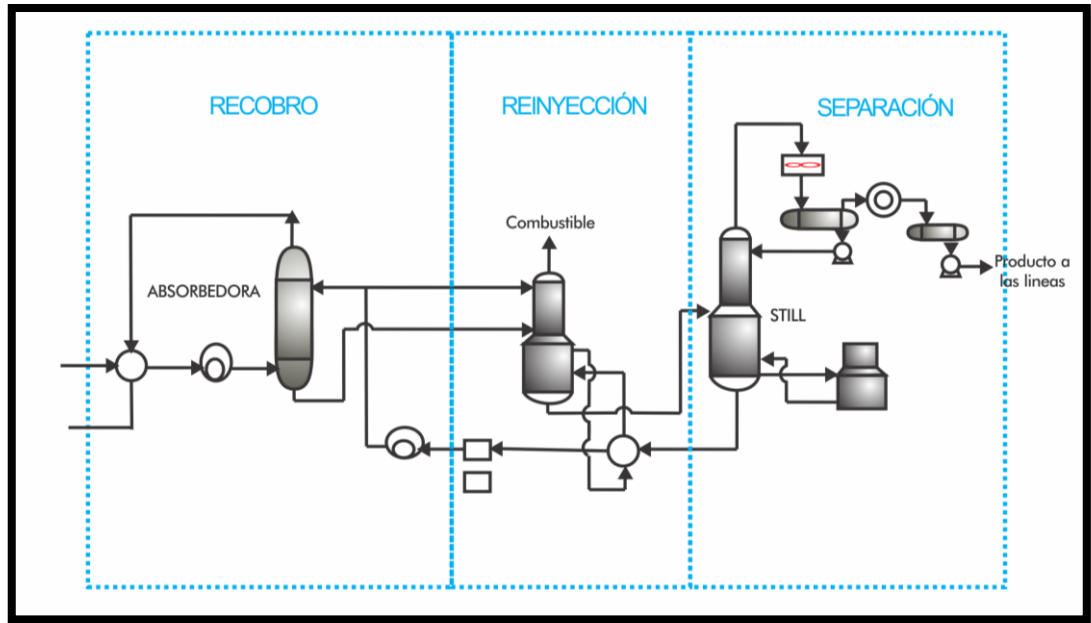 RECOBRO
REINYECCIÓN
SEPARACIÓN
Combustible
ABSORBEDORA
Producto a
las lineas
STILL